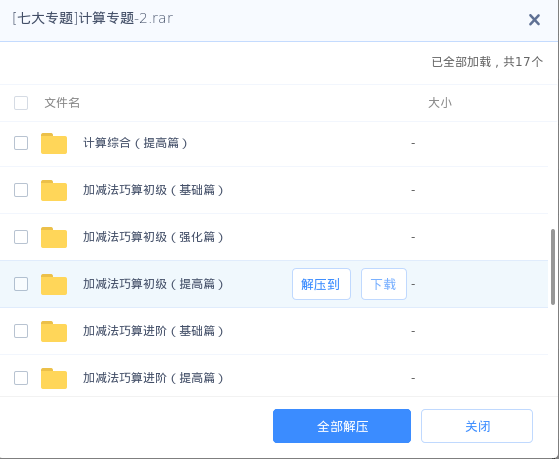 [七大专题]计算专题-2.rar
已全部加载，共17个
文件名 大小
计算综合（提高篇） -
加减法巧算初级（基础篇） -
加减法巧算初级（强化篇） -
加减法巧算初级（提高篇） 解压到 下载 -
加减法巧算进阶（基础篇） -
加减法巧算进阶（提高篇） -
全部解压 关闭